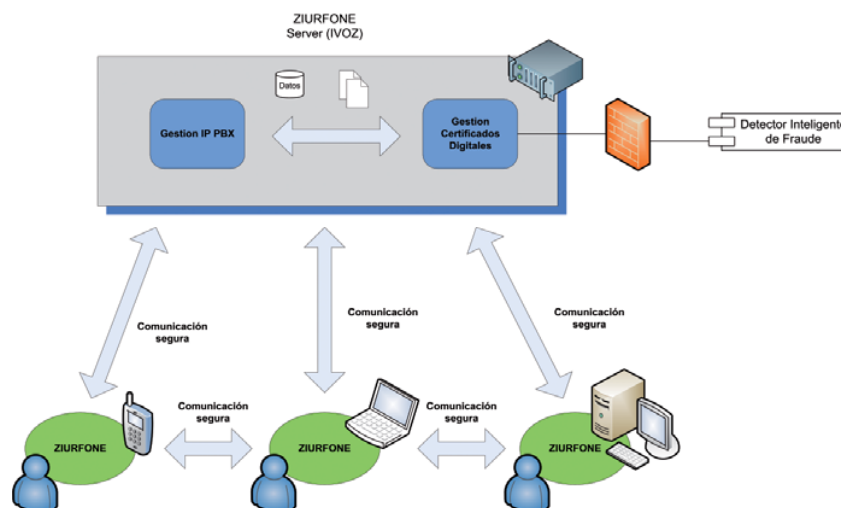 ZIURFONE
Server (IVOZ)
Datos
Gestion IP PBX
Gestion
Certificados
Digitales
Detector Inteligente
de Fraude
Comunicación
segura
Comunicación
segura
Comunicación
segura
Comunicación
segura
Comunicación
segura
ZIURFONE
ZIURFONE
ZIURFONE